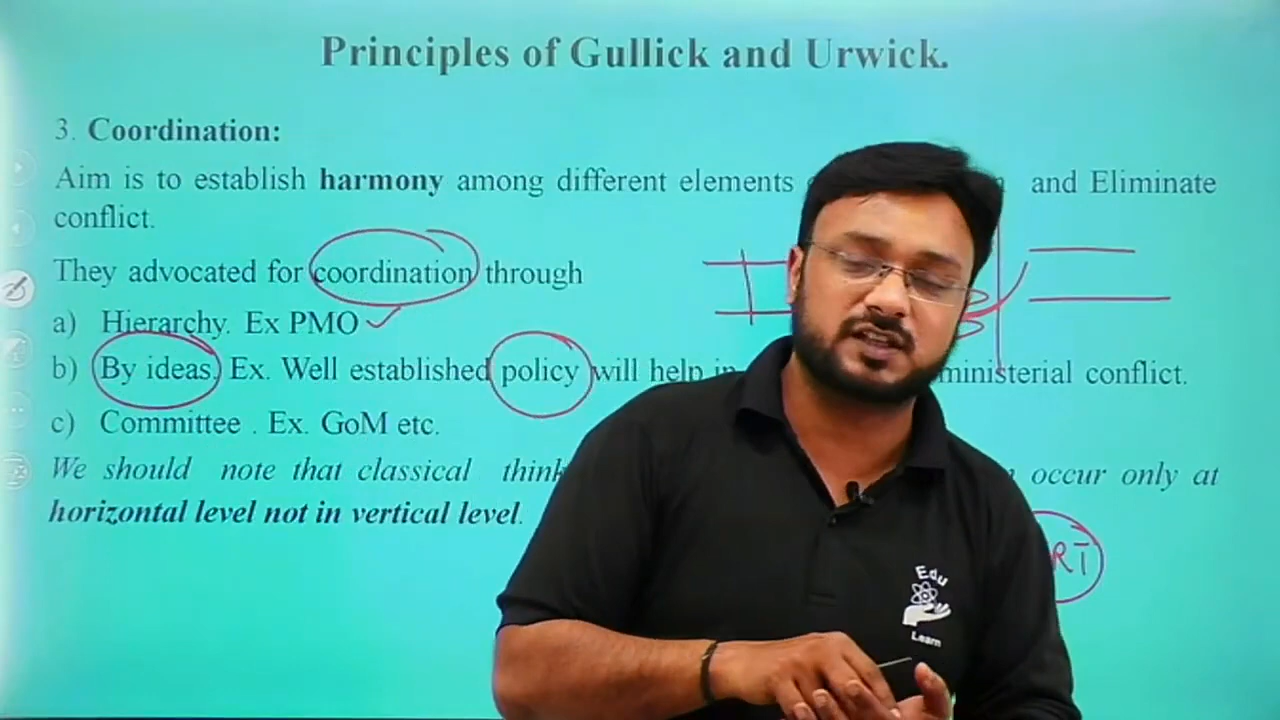 Principles of Gullick and Urwick.
3. Coordination:
Aim is to establish harmony among different elements and Eliminate
conflict.
They advocated for coordination through
a) Hierarchy. Ex PMO
b) By ideas. Ex. Well established policy will help in ministerial conflict.
c) Committee . Ex. GoM etc.
We should note that classical occur only at
horizontal level not in vertical level.
Edu
Learn